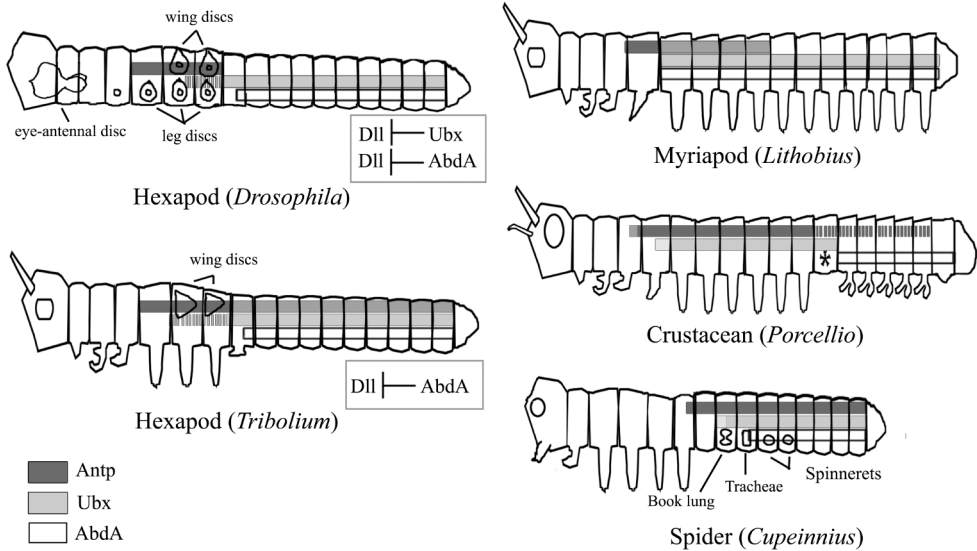 wing discs
eye-antennal disc
leg discs
Dll Ubx
Dll AbdA
Hexapod (Drosophila)
wing discs
Dll AbdA
Hexapod (Tribolium)
Antp
Ubx
AbdA
Myriapod (Lithobius)
*
Crustacean (Porcellio)
Book lung
Tracheae
Spinnerets
Spider (Cupeinnius)